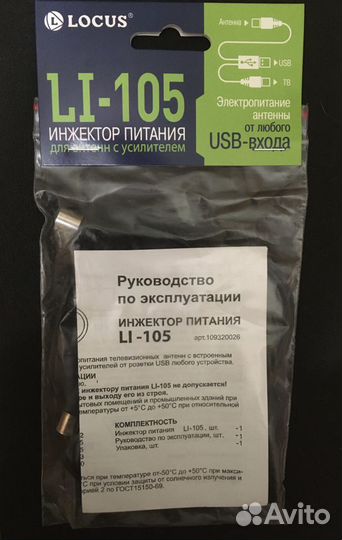 LOCUS®
Антенна
USB
ТВ
LI-105
ИНЖЕКТОР ПИТАНИЯ
для антенн с усилителем
Электропитание
антенны
от любого
USB-входа
Руководство
по эксплуатации
ИНЖЕКТОР ПИТАНИЯ
LI-105 арт.109320026
питания телевизионных антенн с встроенным
усилителем от розетки USB любого устройства.
инжектору питания LI-105 не допускается!
и выходу его из строя.
бытовых помещений и промышленных зданий при
температуры от +5°С до +50°С при относительной
КОМПЛЕКТНОСТЬ
Инжектор питания LI-105, шт. -1
Руководство по эксплуатации, шт. -1
Упаковка, шт. -1
при температуре от-50°С до +50°С при макси-
°С при условии защиты от солнечного излучения и
2 по ГОСТ15150-69.
Avito